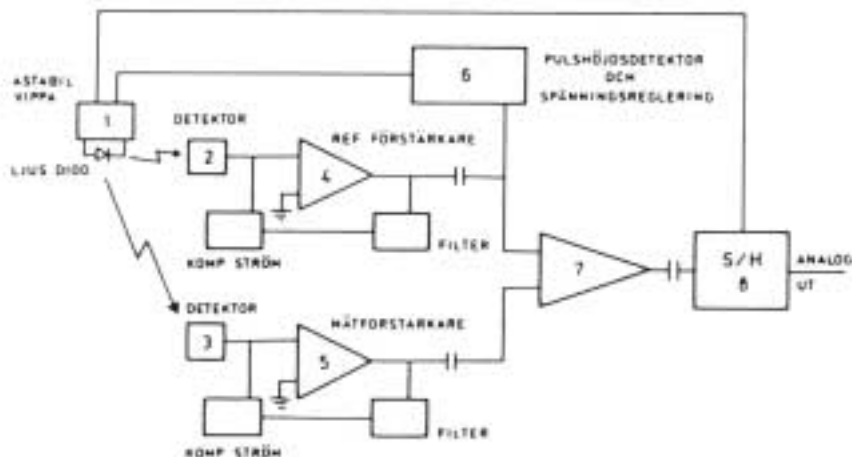 6
PULSHÖJDSDETEKTOR
OCH
SPÄNNINGSREGLERING
ASTABIL
VIPPA
1
LJUS DIOD
DETEKTOR
2
REF FÖRSTÄRKARE
4
KOMP STRÖM
FILTER
7
S/H
8
ANALOG
UT
DETEKTOR
3
MÄTFÖRSTÄRKARE
5
KOMP STRÖM
FILTER